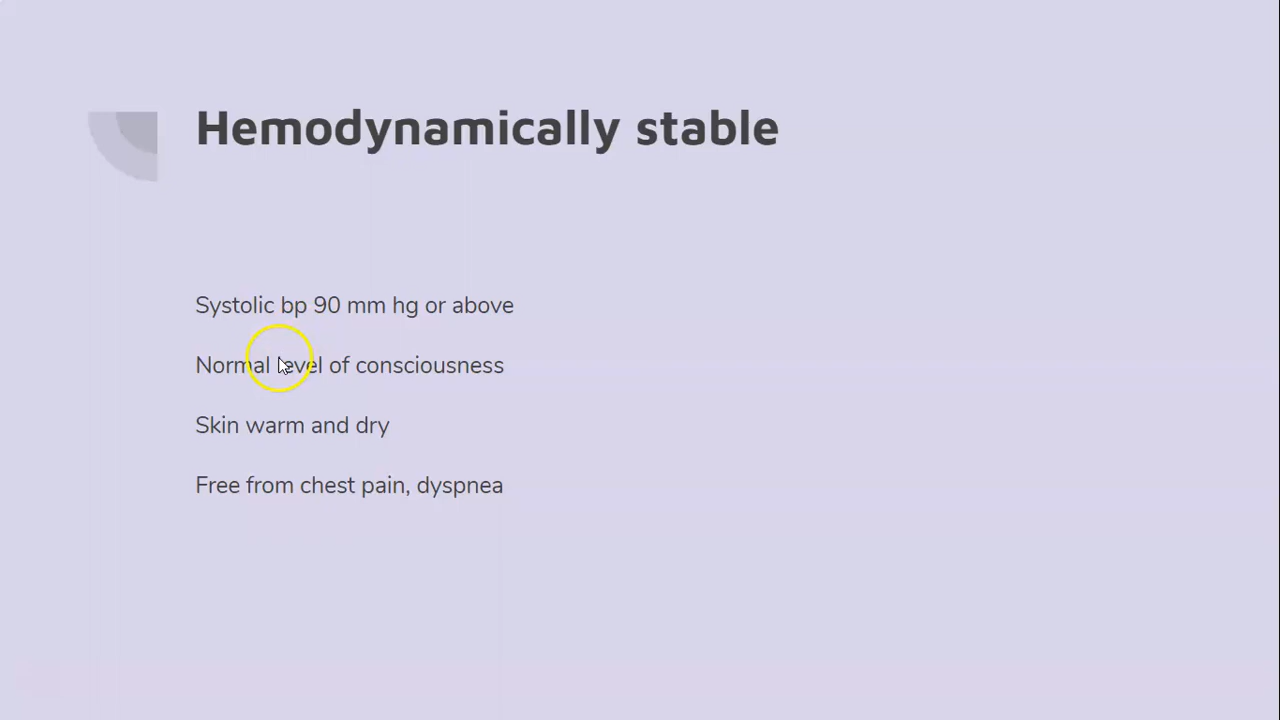 Hemodynamically stable
Systolic bp 90 mm hg or above
Normal level of consciousness
Skin warm and dry
Free from chest pain, dyspnea